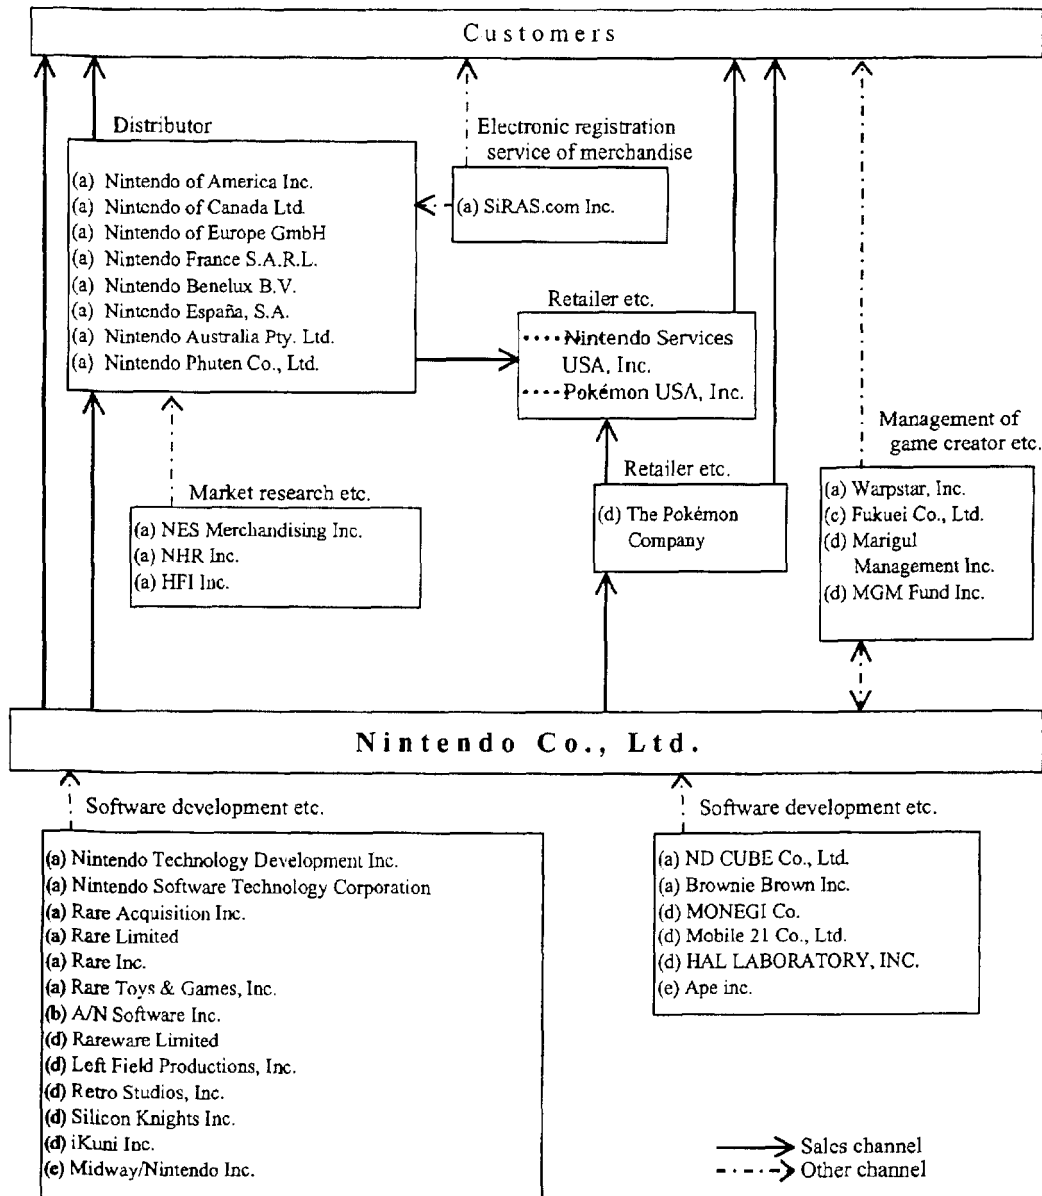 Customers
Distributor
(a) Nintendo of America Inc.
(a) Nintendo of Canada Ltd.
(a) Nintendo of Europe GmbH
(a) Nintendo France S.A.R.L.
(a) Nintendo Benelux B.V.
(a) Nintendo España, S.A.
(a) Nintendo Australia Pty. Ltd.
(a) Nintendo Phuten Co., Ltd.
Electronic registration
service of merchandise
(a) SiRAS.com Inc.
Retailer etc.
Nintendo Services
USA, Inc.
Pokémon USA, Inc.
Retailer etc.
(d) The Pokémon
Company
Management of
game creator etc.
(a) Warpstar, Inc.
(c) Fukuei Co., Ltd.
(d) Marigul
Management Inc.
(d) MGM Fund Inc.
Market research etc.
(a) NES Merchandising Inc.
(a) NHR Inc.
(a) HFI Inc.
Nintendo Co., Ltd.
Software development etc.
(a) Nintendo Technology Development Inc.
(a) Nintendo Software Technology Corporation
(a) Rare Acquisition Inc.
(a) Rare Limited
(a) Rare Inc.
(a) Rare Toys & Games, Inc.
(b) A/N Software Inc.
(d) Rareware Limited
(d) Left Field Productions, Inc.
(d) Retro Studios, Inc.
(d) Silicon Knights Inc.
(d) iKuni Inc.
(e) Midway/Nintendo Inc.
Software development etc.
(a) ND CUBE Co., Ltd.
(a) Brownie Brown Inc.
(d) MONEGI Co.
(d) Mobile 21 Co., Ltd.
(d) HAL LABORATORY, INC.
(e) Ape inc.
Sales channel
Other channel